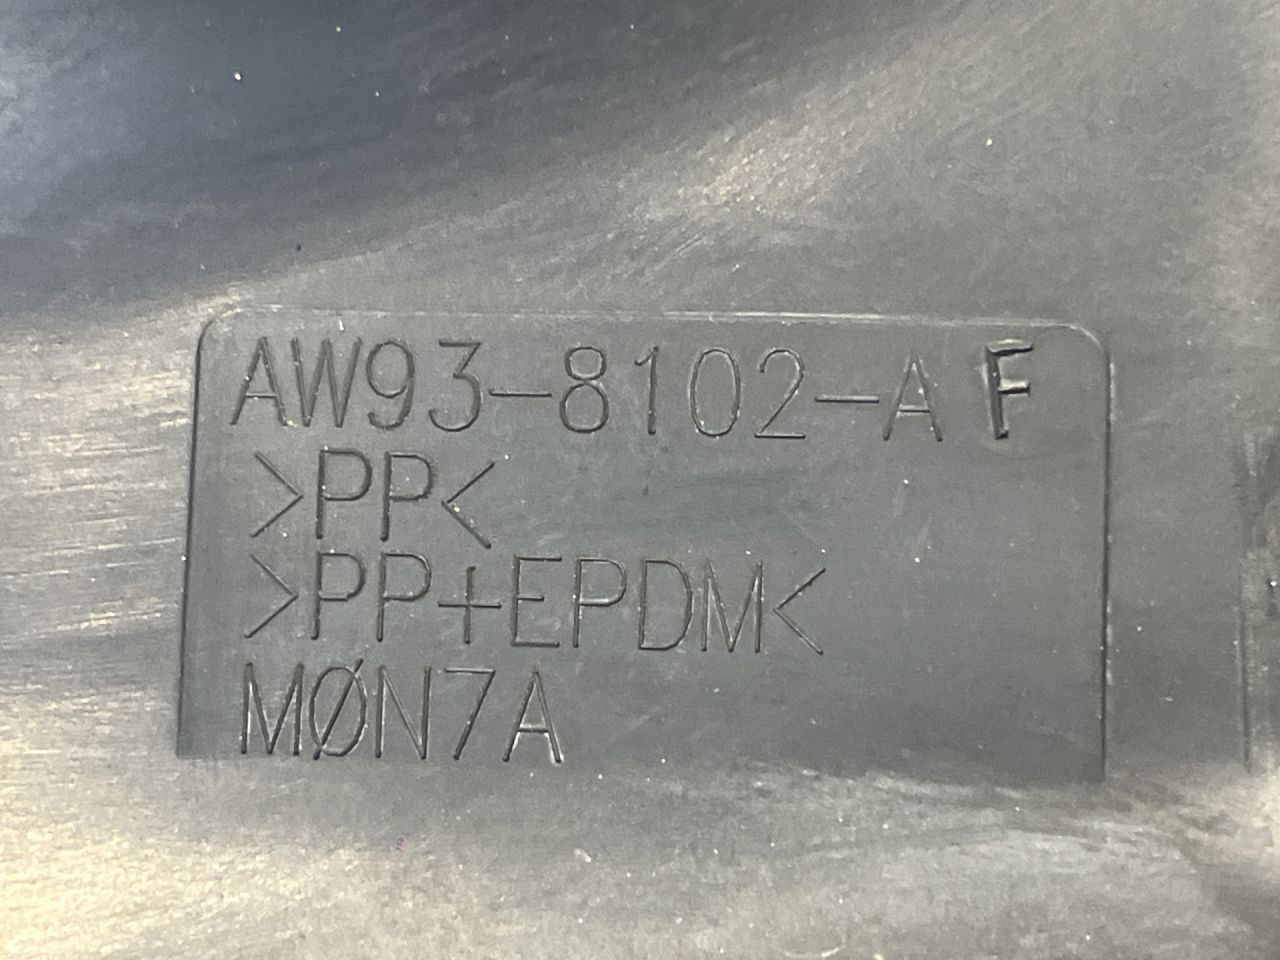 AW93-8102-AF
>PP<
>PP+EPDM<
MØN7A